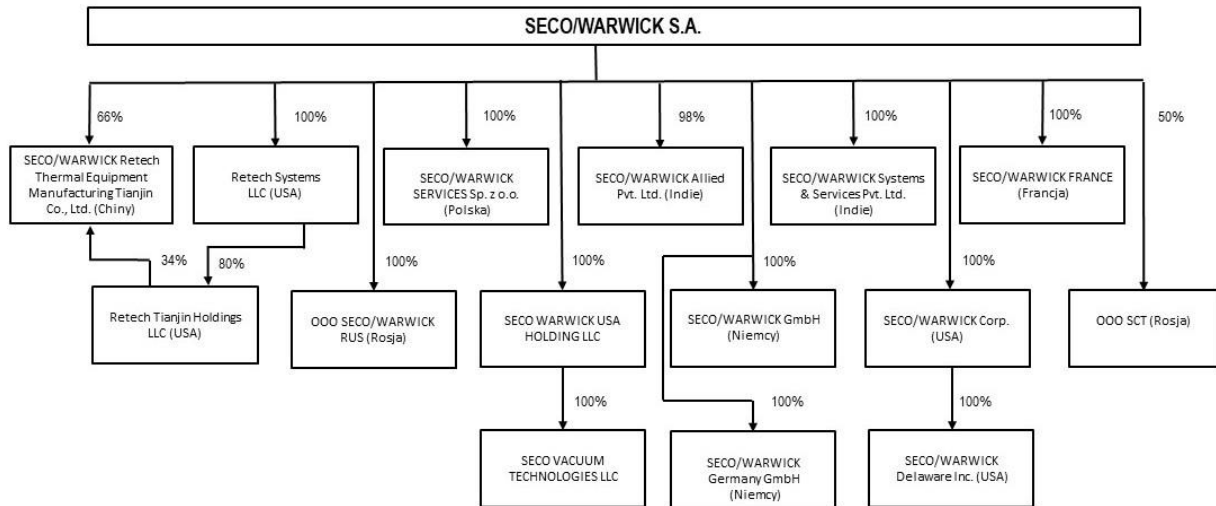 SECO/WARWICK S.A.
66%
100%
100%
98%
100%
100%
50%
SECO/WARWICK Retech
Thermal Equipment
Manufacturing Tianjin
Co., Ltd. (Chiny)
Retech Systems
LLC (USA)
SECO/WARWICK
SERVICES Sp. z o.o.
(Polska)
SECO/WARWICK Allied
Pvt. Ltd. (Indie)
SECO/WARWICK Systems
& Services Pvt. Ltd.
(Indie)
SECO/WARWICK FRANCE
(Francja)
34%
80%
100%
100%
100%
100%
Retech Tianjin Holdings
LLC (USA)
OOO SECO/WARWICK
RUS (Rosja)
SECO WARWICK USA
HOLDING LLC
SECO/WARWICK GmbH
(Niemcy)
SECO/WARWICK Corp.
(USA)
OOO SCT (Rosja)
100%
100%
100%
SECO VACUUM
TECHNOLOGIES LLC
SECO/WARWICK
Germany GmbH
(Niemcy)
SECO/WARWICK
Delaware Inc. (USA)